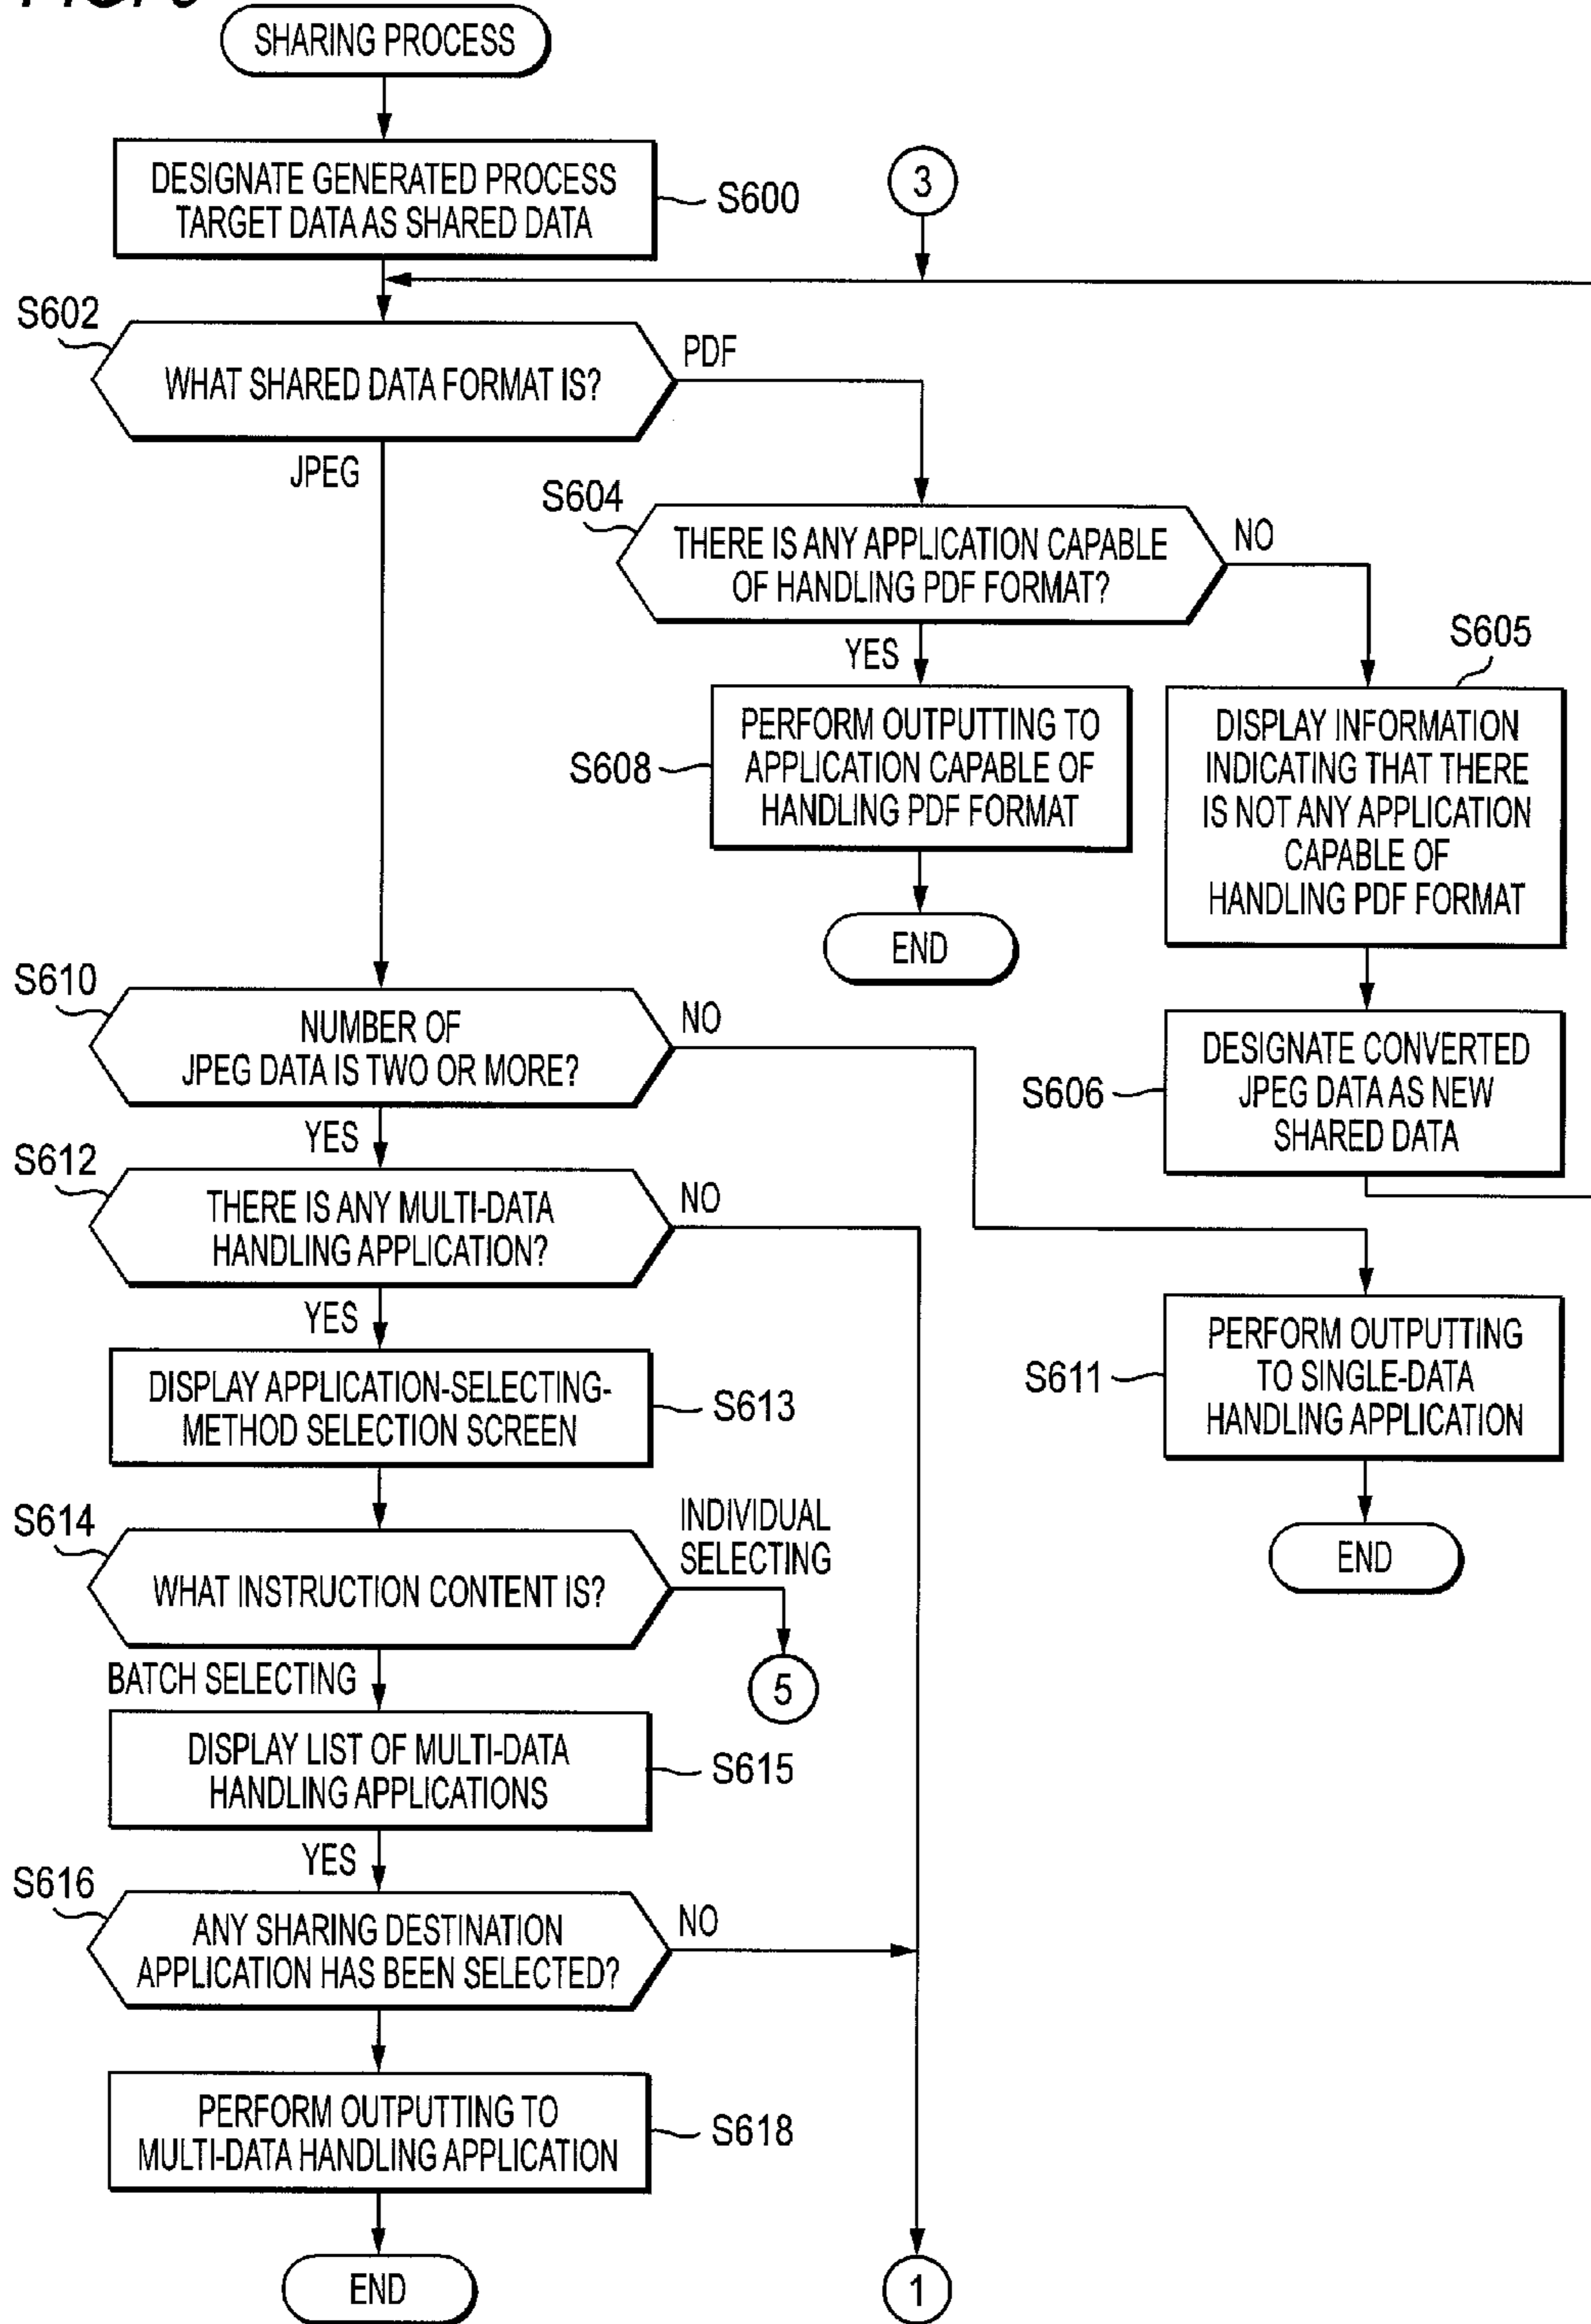 SHARING PROCESS
DESIGNATE GENERATED PROCESS
TARGET DATA AS SHARED DATA
S600
3
S602
WHAT SHARED DATA FORMAT IS?
PDF
JPEG
S604
THERE IS ANY APPLICATION CAPABLE
OF HANDLING PDF FORMAT?
NO
YES
S605
S608
PERFORM OUTPUTTING TO
APPLICATION CAPABLE OF
HANDLING PDF FORMAT
DISPLAY INFORMATION
INDICATING THAT THERE
IS NOT ANY APPLICATION
CAPABLE OF
HANDLING PDF FORMAT
END
S610
NUMBER OF
JPEG DATA IS TWO OR MORE?
NO
YES
S606
DESIGNATE CONVERTED
JPEG DATA AS NEW
SHARED DATA
S612
THERE IS ANY MULTI-DATA
HANDLING APPLICATION?
NO
YES
S611
PERFORM OUTPUTTING
TO SINGLE-DATA
HANDLING APPLICATION
END
DISPLAY APPLICATION-SELECTING-
METHOD SELECTION SCREEN
S613
S614
WHAT INSTRUCTION CONTENT IS?
INDIVIDUAL
SELECTING
5
BATCH SELECTING
DISPLAY LIST OF MULTI-DATA
HANDLING APPLICATIONS
S615
YES
S616
ANY SHARING DESTINATION
APPLICATION HAS BEEN SELECTED?
NO
PERFORM OUTPUTTING TO
MULTI-DATA HANDLING APPLICATION
S618
END
1